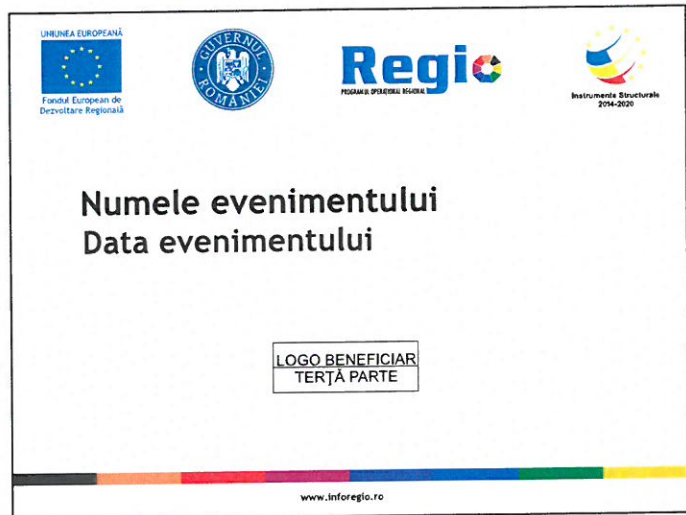 UNIUNEA EUROPEANĂ
Fondul European de
Dezvoltare Regională
GUVERNUL
ROMÂNIEI
Regio
PROGRAMUL OPERAȚIONAL REGIONAL
Instrumente Structurale
2014-2020
Numele evenimentului
Data evenimentului
LOGO BENEFICIAR
TERȚĂ PARTE
www.inforegio.ro